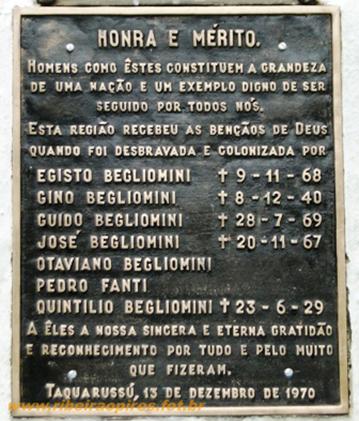 HONRA E MÉRITO.
HOMENS COMO ÊSTES CONSTITUEM A GRANDEZA
DE UMA NAÇÃO E UM EXEMPLO DIGNO DE SER
SEGUIDO POR TODOS NÓS.
ESTA REGIÃO RECEBEU AS BENÇÃOS DE DEUS
QUANDO FOI DESBRAVADA E COLONIZADA POR
EGISTO BEGLIOMINI † 9-11-68
GINO BEGLIOMINI † 8-12-40
GUIDO BEGLIOMINI † 28-7-69
JOSÉ BEGLIOMINI † 20-11-67
OTAVIANO BEGLIOMINI
PEDRO FANTI
QUINTILIO BEGLIOMINI † 23-6-29
A ÊLES A NOSSA SINCERA E ETERNA GRATIDÃO
E RECONHECIMENTO POR TUDO E PELO MUITO
QUE FIZERAM.
TAQUARUSSÚ, 13 DE DEZEMBRO DE 1970
www.ribeiraopires.fot.br